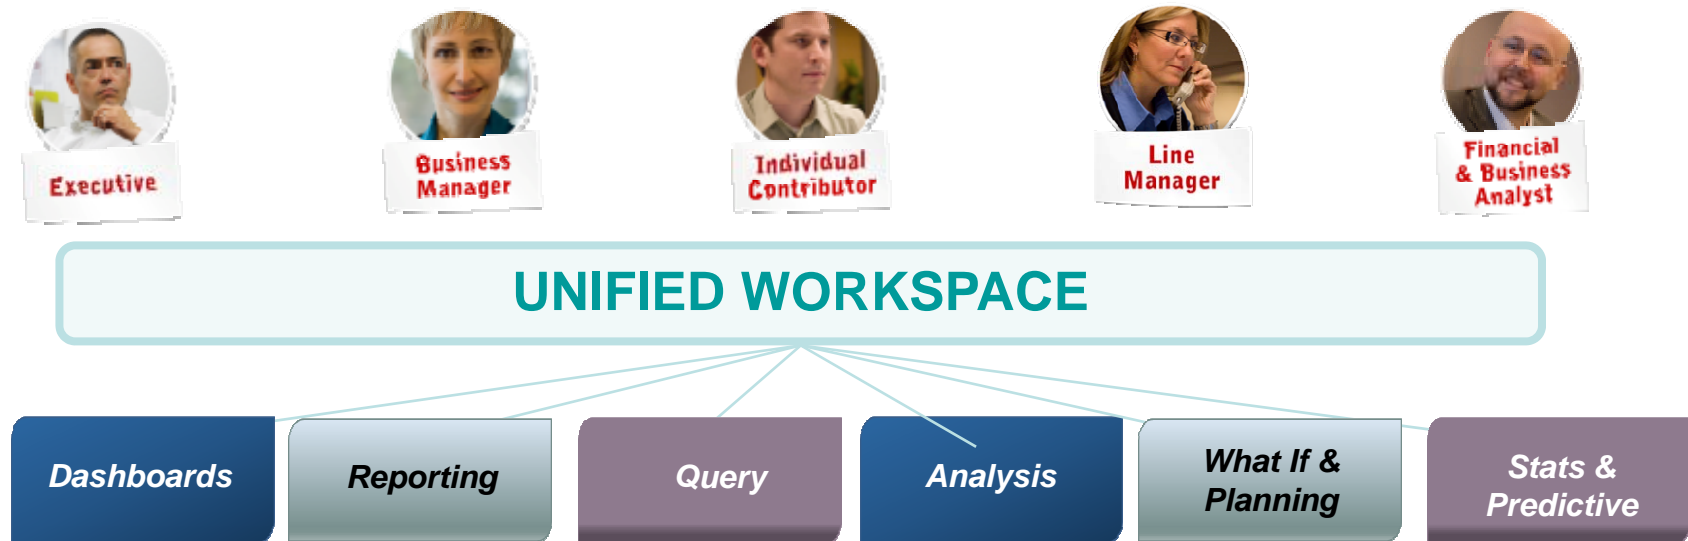 Executive
Business
Manager
Individual
Contributor
Line
Manager
Financial
& Business
Analyst
UNIFIED WORKSPACE
Dashboards
Reporting
Query
Analysis
What If &
Planning
Stats &
Predictive